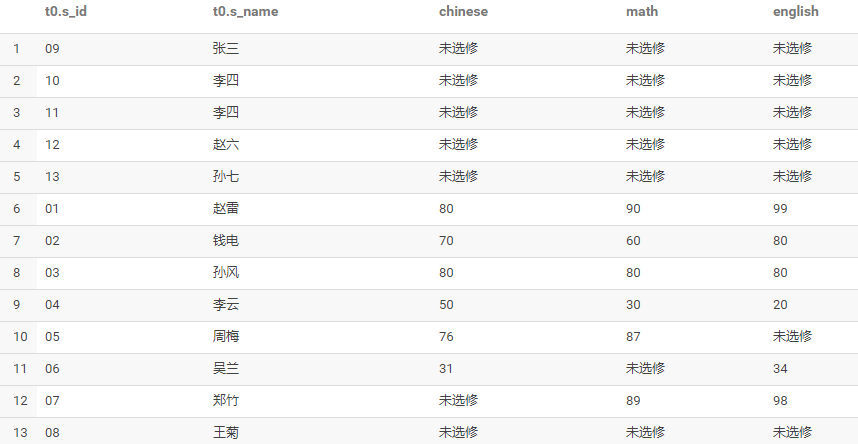 t0.s_id t0.s_name chinese math english
1 09 张三 未选修 未选修 未选修
2 10 李四 未选修 未选修 未选修
3 11 李四 未选修 未选修 未选修
4 12 赵六 未选修 未选修 未选修
5 13 孙七 未选修 未选修 未选修
6 01 赵雷 80 90 99
7 02 钱电 70 60 80
8 03 孙风 80 80 80
9 04 李云 50 30 20
10 05 周梅 76 87 未选修
11 06 吴兰 31 未选修 34
12 07 郑竹 未选修 89 98
13 08 王菊 未选修 未选修 未选修